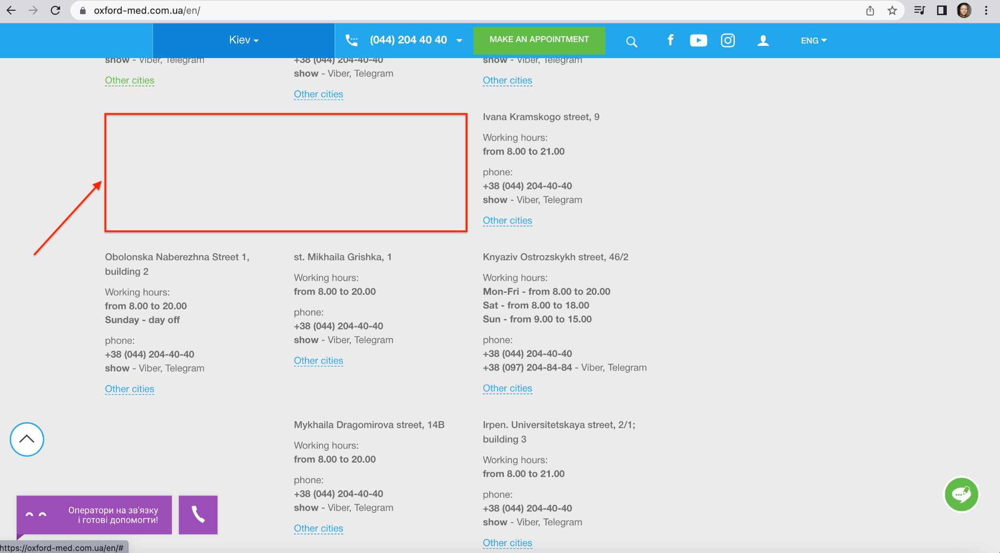 oxford-med.com.ua/en/
Kiev
(044) 204 40 40
MAKE AN APPOINTMENT
ENG
show - Viber, Telegram
Other cities
+38 (044) 204-40-40
show - Viber, Telegram
Other cities
show - Viber, Telegram
Other cities
Ivana Kramskogo street, 9
Working hours:
from 8.00 to 21.00
phone:
+38 (044) 204-40-40
show - Viber, Telegram
Other cities
Obolonska Naberezhna Street 1,
building 2
Working hours:
from 8.00 to 20.00
Sunday - day off
phone:
+38 (044) 204-40-40
show - Viber, Telegram
Other cities
st. Mikhaila Grishka, 1
Working hours:
from 8.00 to 20.00
phone:
+38 (044) 204-40-40
show - Viber, Telegram
Other cities
Knyaziv Ostrozskykh street, 46/2
Working hours:
Mon-Fri - from 8.00 to 20.00
Sat - from 8.00 to 18.00
Sun - from 9.00 to 15.00
phone:
+38 (044) 204-40-40
+38 (097) 204-84-84 - Viber, Telegram
Other cities
Mykhaila Dragomirova street, 14B
Working hours:
from 8.00 to 20.00
phone:
+38 (044) 204-40-40
show - Viber, Telegram
Other cities
Irpen. Universitetskaya street, 2/1;
building 3
Working hours:
from 8.00 to 21.00
phone:
+38 (044) 204-40-40
show - Viber, Telegram
Other cities
Оператори на зв'язку
і готові допомогти!
https://oxford-med.com.ua/en/#